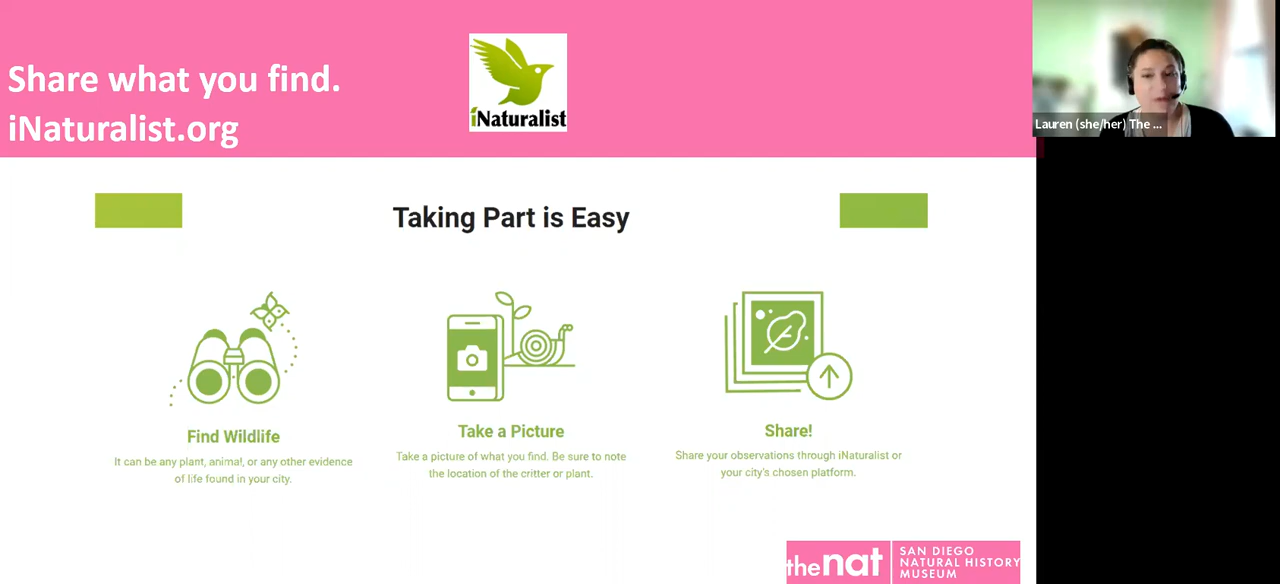 Share what you find.
iNaturalist.org
iNaturalist
Lauren (she/her) The ...
Taking Part is Easy
Find Wildlife
It can be any plant, animal, or any other evidence
of life found in your city.
Take a Picture
Take a picture of what you find. Be sure to note
the location of the critter or plant.
Share!
Share your observations through iNaturalist or
your city's chosen platform.
thenat
SAN DIEGO
NATURAL HISTORY
MUSEUM